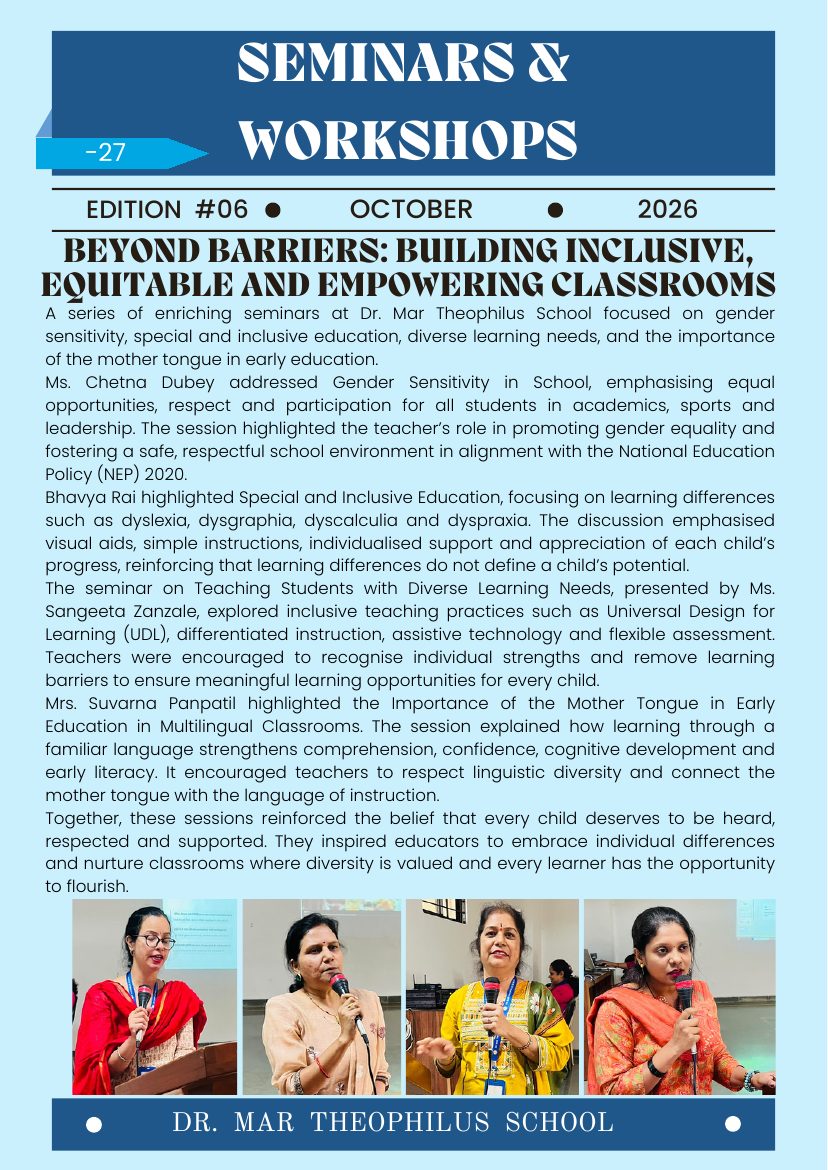 SEMINARS &
WORKSHOPS
-27
EDITION #06 ● OCTOBER ● 2026
BEYOND BARRIERS: BUILDING INCLUSIVE,
EQUITABLE AND EMPOWERING CLASSROOMS
A series of enriching seminars at Dr. Mar Theophilus School focused on gender
sensitivity, special and inclusive education, diverse learning needs, and the importance
of the mother tongue in early education.
Ms. Chetna Dubey addressed Gender Sensitivity in School, emphasising equal
opportunities, respect and participation for all students in academics, sports and
leadership. The session highlighted the teacher's role in promoting gender equality and
fostering a safe, respectful school environment in alignment with the National Education
Policy (NEP) 2020.
Bhavya Rai highlighted Special and Inclusive Education, focusing on learning differences
such as dyslexia, dysgraphia, dyscalculia and dyspraxia. The discussion emphasised
visual aids, simple instructions, individualised support and appreciation of each child's
progress, reinforcing that learning differences do not define a child's potential.
The seminar on Teaching Students with Diverse Learning Needs, presented by Ms.
Sangeeta Zanzale, explored inclusive teaching practices such as Universal Design for
Learning (UDL), differentiated instruction, assistive technology and flexible assessment.
Teachers were encouraged to recognise individual strengths and remove learning
barriers to ensure meaningful learning opportunities for every child.
Mrs. Suvarna Panpatil highlighted the Importance of the Mother Tongue in Early
Education in Multilingual Classrooms. The session explained how learning through a
familiar language strengthens comprehension, confidence, cognitive development and
early literacy. It encouraged teachers to respect linguistic diversity and connect the
mother tongue with the language of instruction.
Together, these sessions reinforced the belief that every child deserves to be heard,
respected and supported. They inspired educators to embrace individual differences
and nurture classrooms where diversity is valued and every learner has the opportunity
to flourish.
DR. MAR THEOPHILUS SCHOOL